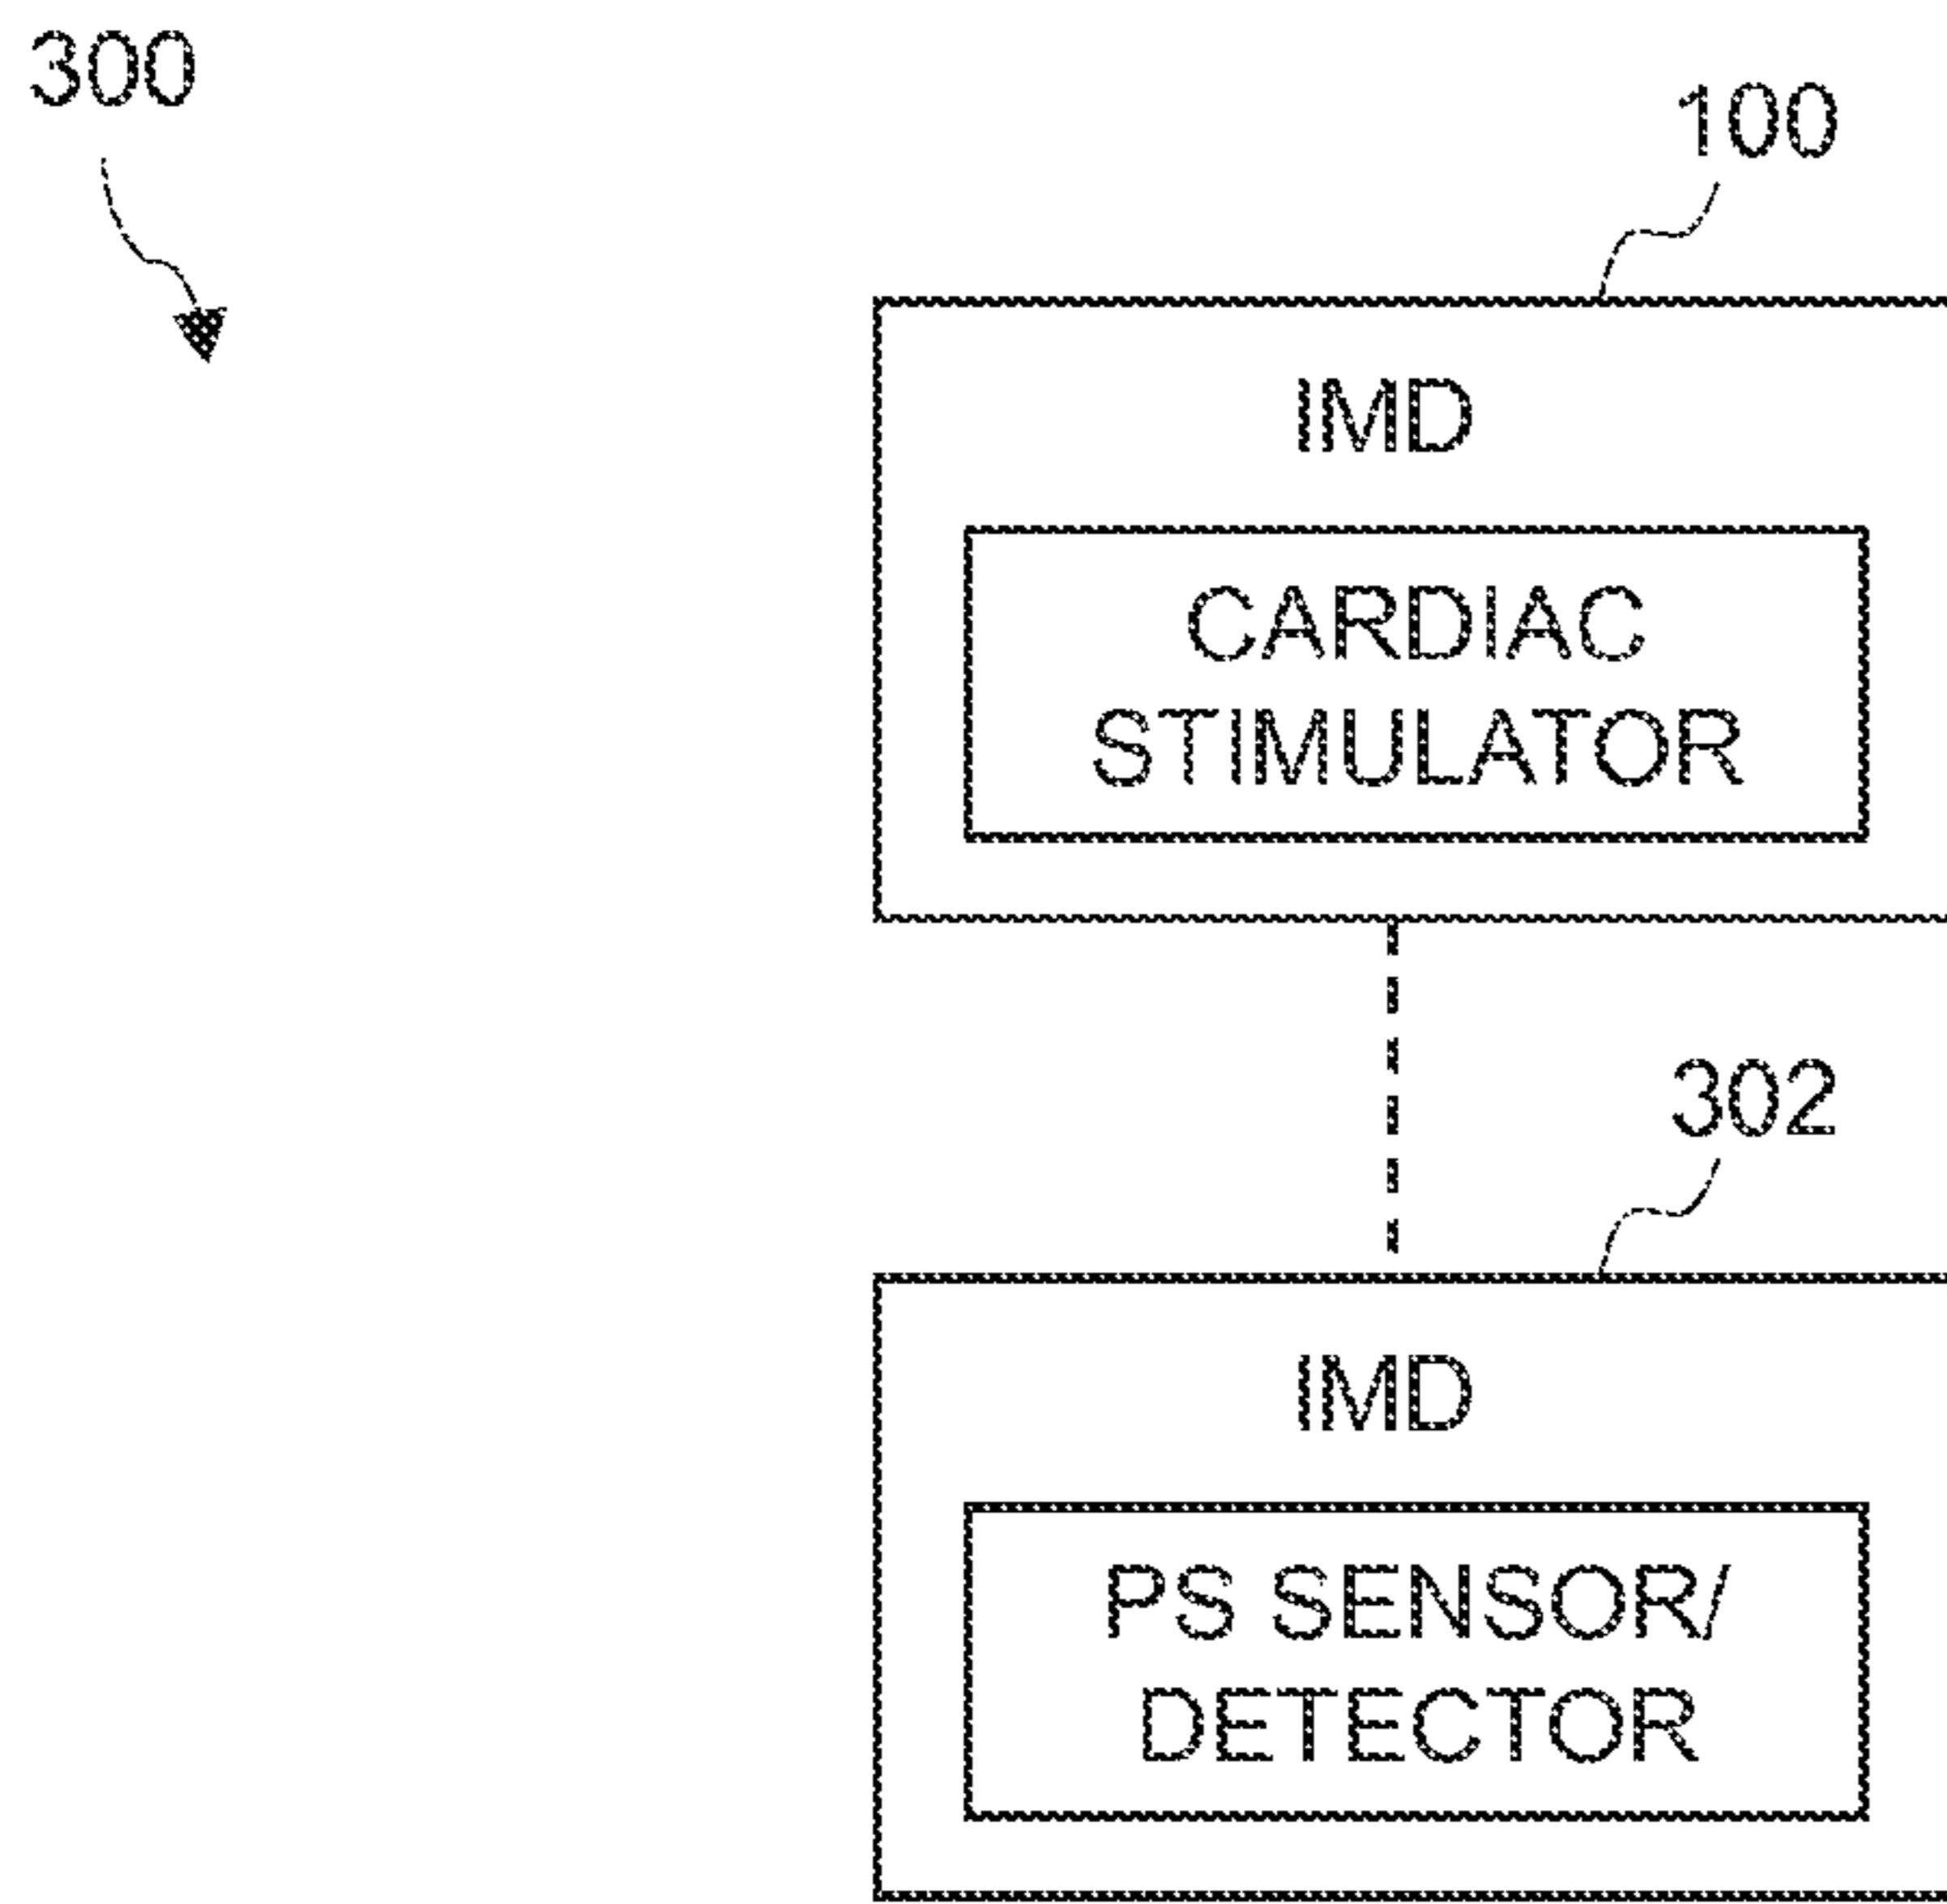 300
100
IMD
CARDIAC
STIMULATOR
302
IMD
PS SENSOR/
DETECTOR